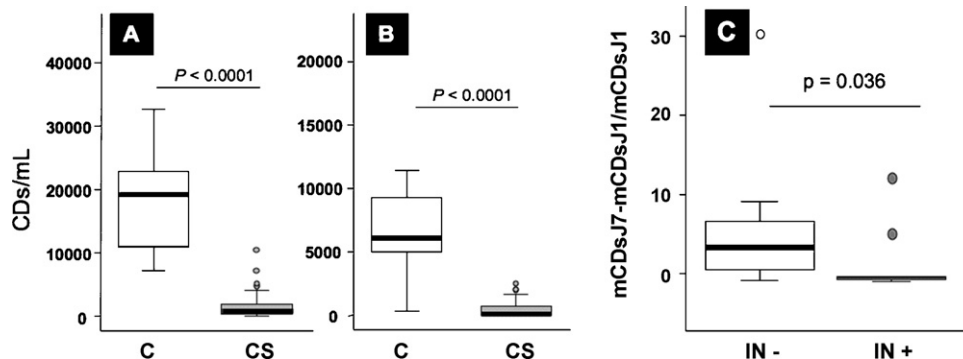 A
CDs/mL
40000
30000
20000
10000
0
P < 0.0001
C
CS
B
20000
15000
10000
5000
0
P < 0.0001
C
CS
C
mCDsJ7-mCDsJ1/mCDsJ1
30
20
10
0
p = 0.036
IN -
IN +